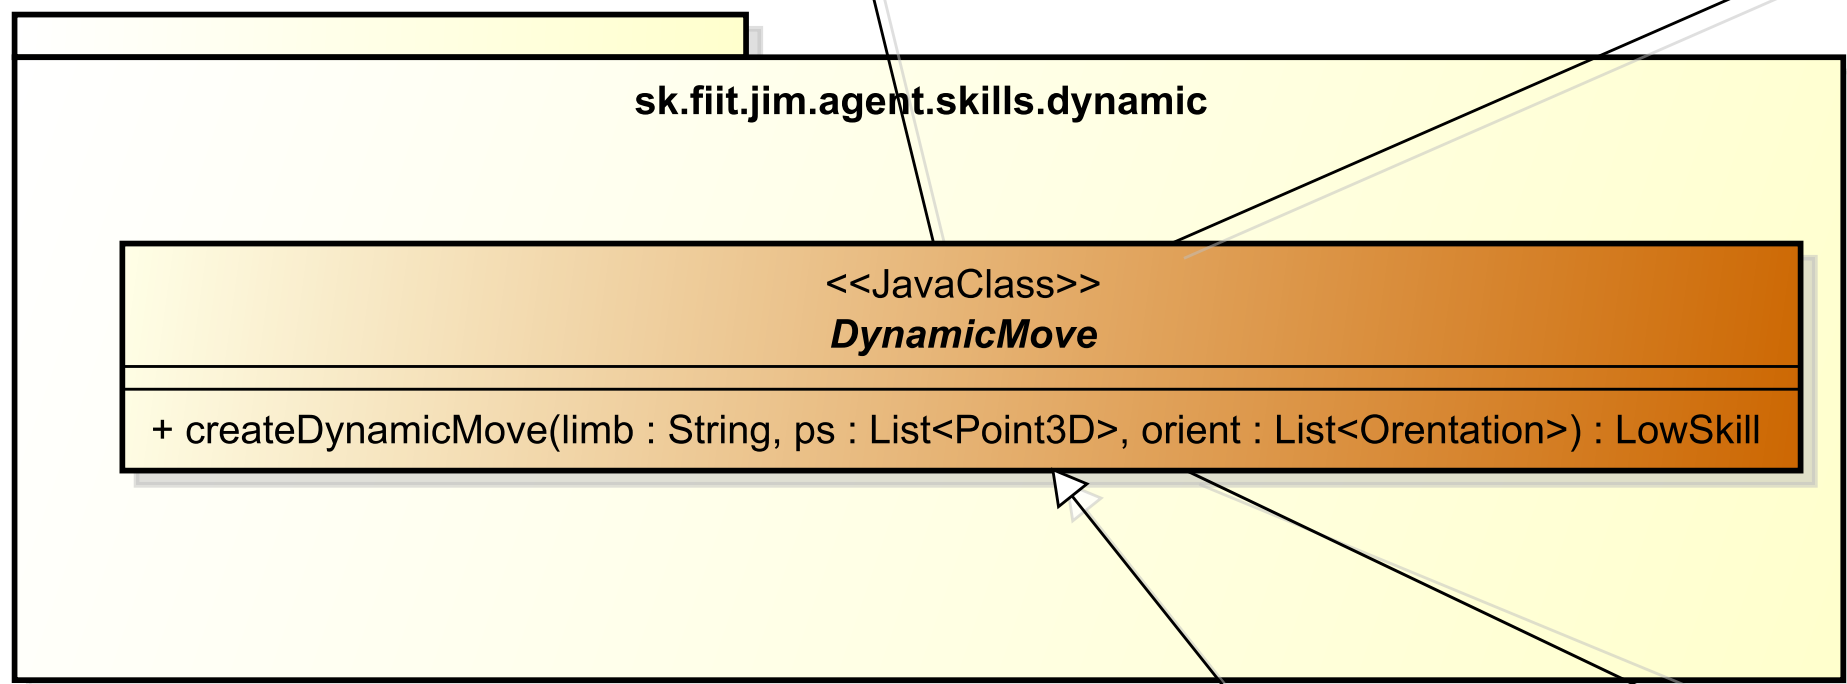 sk.fiit.jim.agent.skills.dynamic
<<JavaClass>>
DynamicMove
+ createDynamicMove(limb : String, ps : List<Point3D>, orient : List<Orentation>) : LowSkill